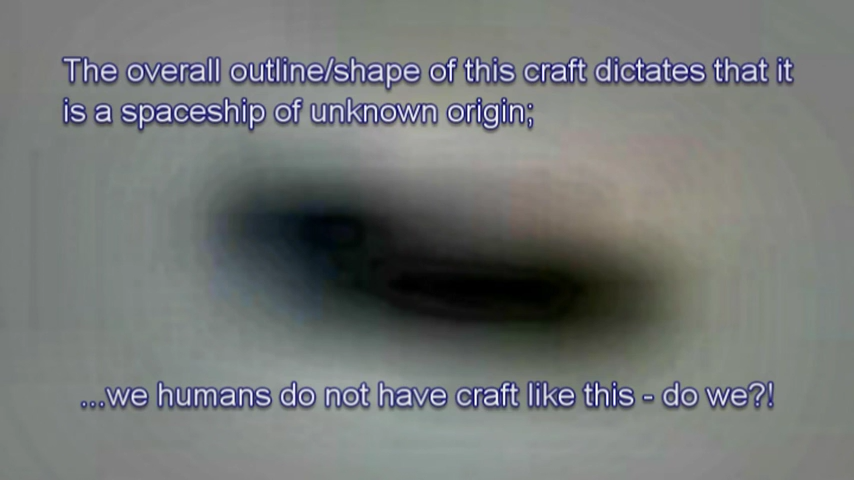 The overall outline/shape of this craft dictates that it
is a spaceship of unknown origin;
...we humans do not have craft like this - do we?!